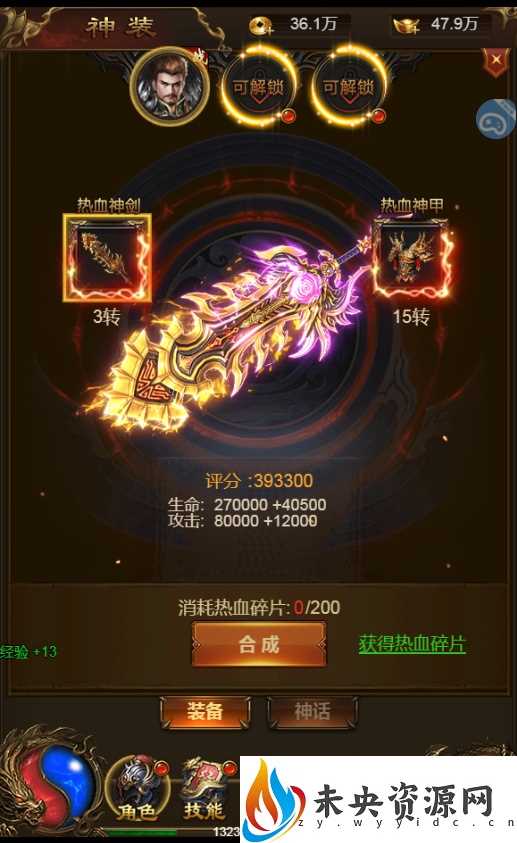 神装
36.1万
47.9万
战
可解锁
可解锁
热血神剑
热血神甲
3转
15转
评分 :393300
生命: 270000 +40500
攻击: 80000 +12000
消耗热血碎片: 0/200
合成
获得热血碎片
经验 +13
装备
神话
角色
技能
1323
未央资源网
zy.wyyidc.cn